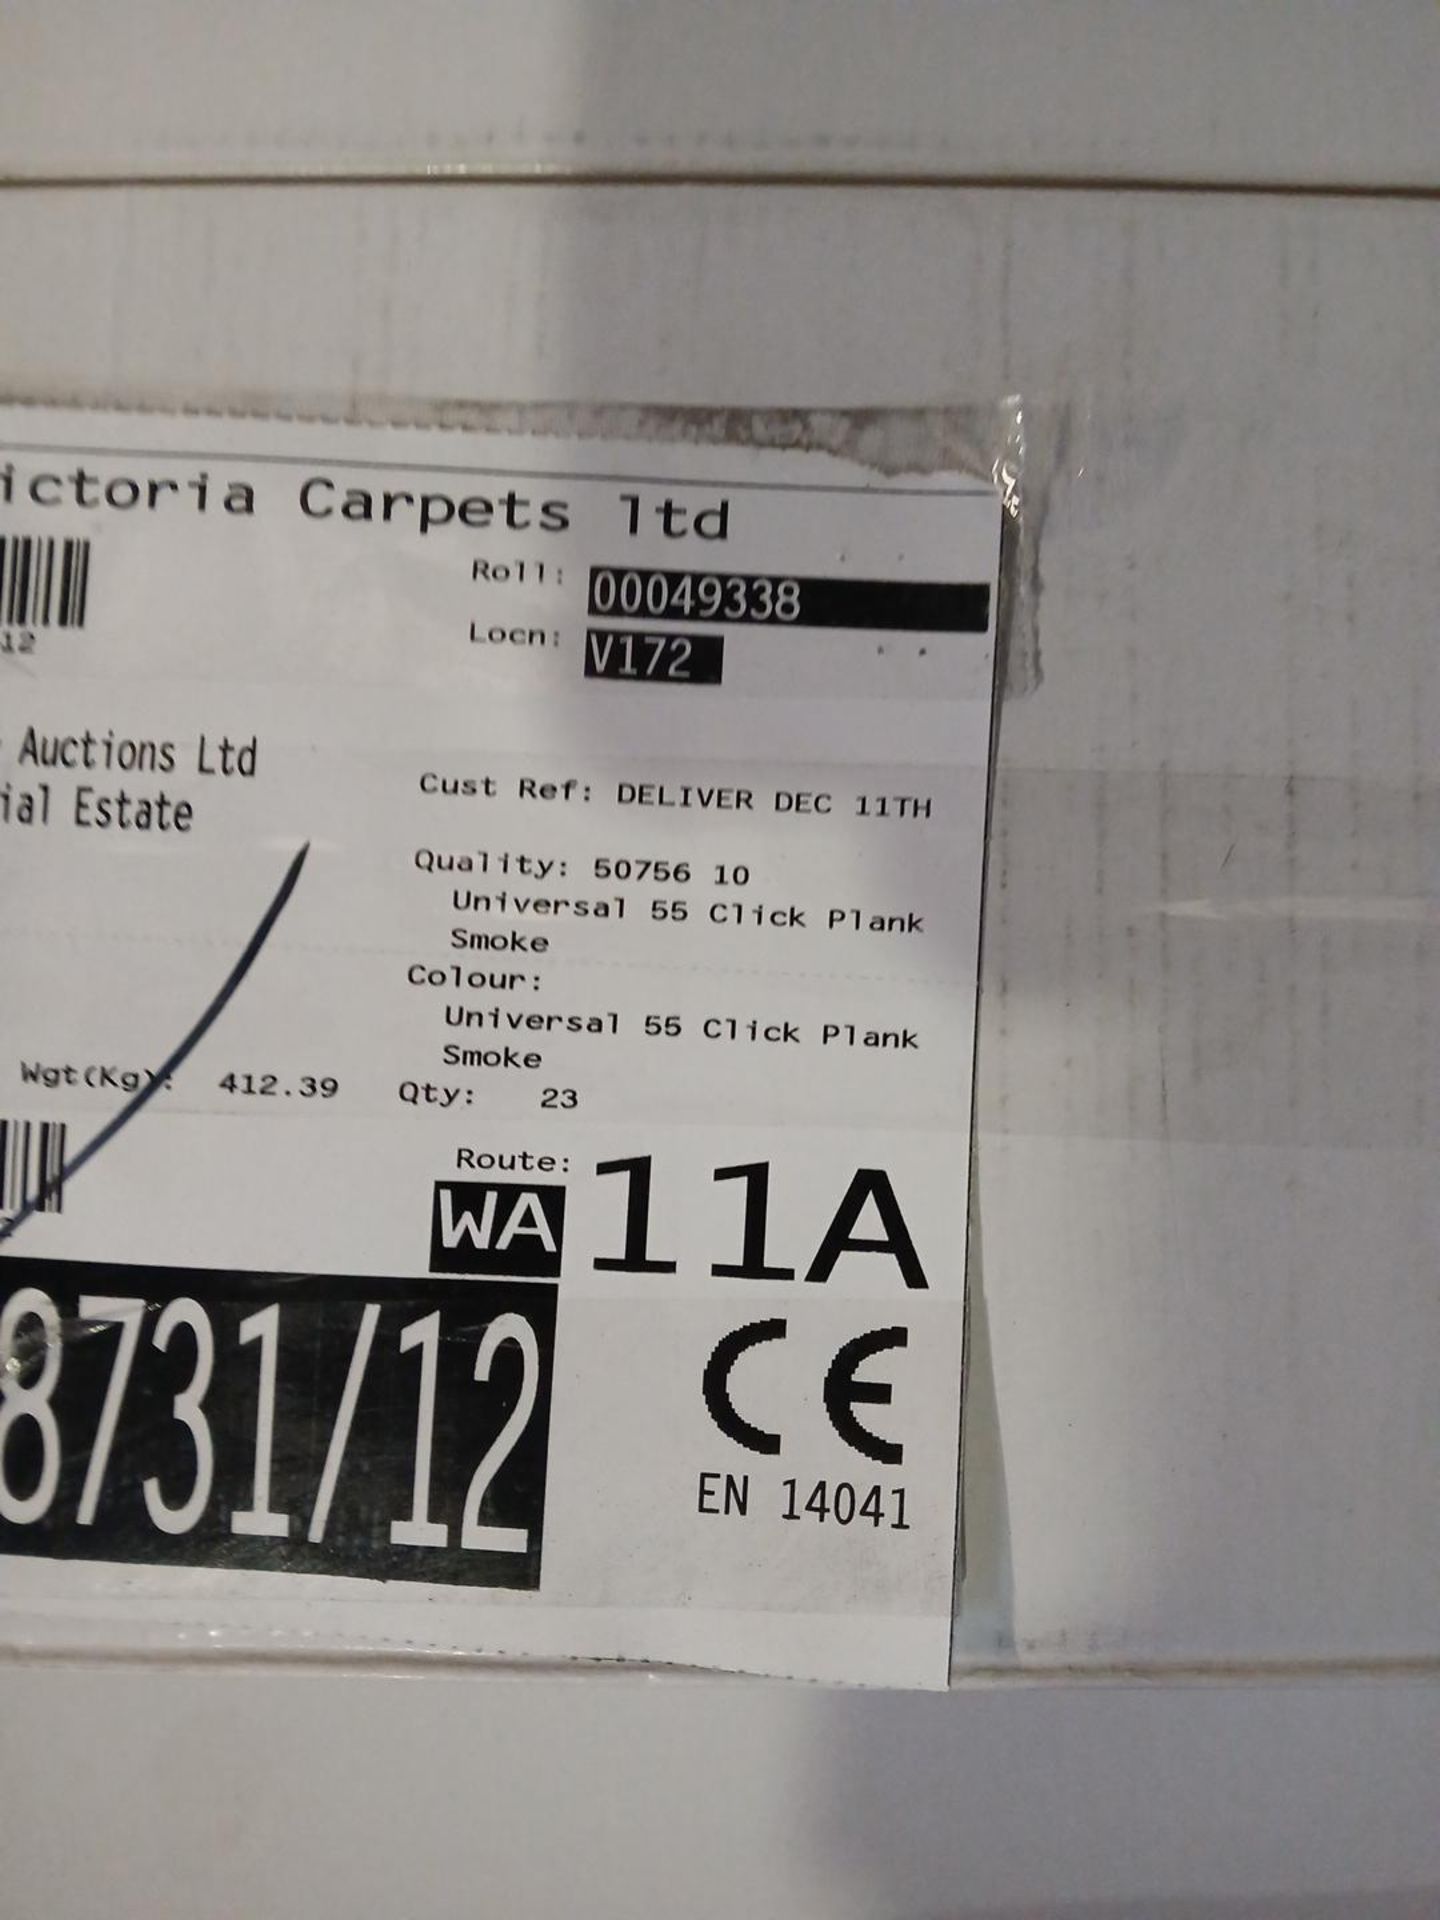 ictoria Carpets ltd
Roll: 00049338
12
Locn: V172
Auctions Ltd
ial Estate
Cust Ref: DELIVER DEC 11TH
Quality: 50756 10
Universal 55 Click Plank
Smoke
Colour:
Universal 55 Click Plank
Smoke
Wgt(Kg): 412.39 Qty: 23
Route:
WA 11A
8731/12
CE
EN 14041